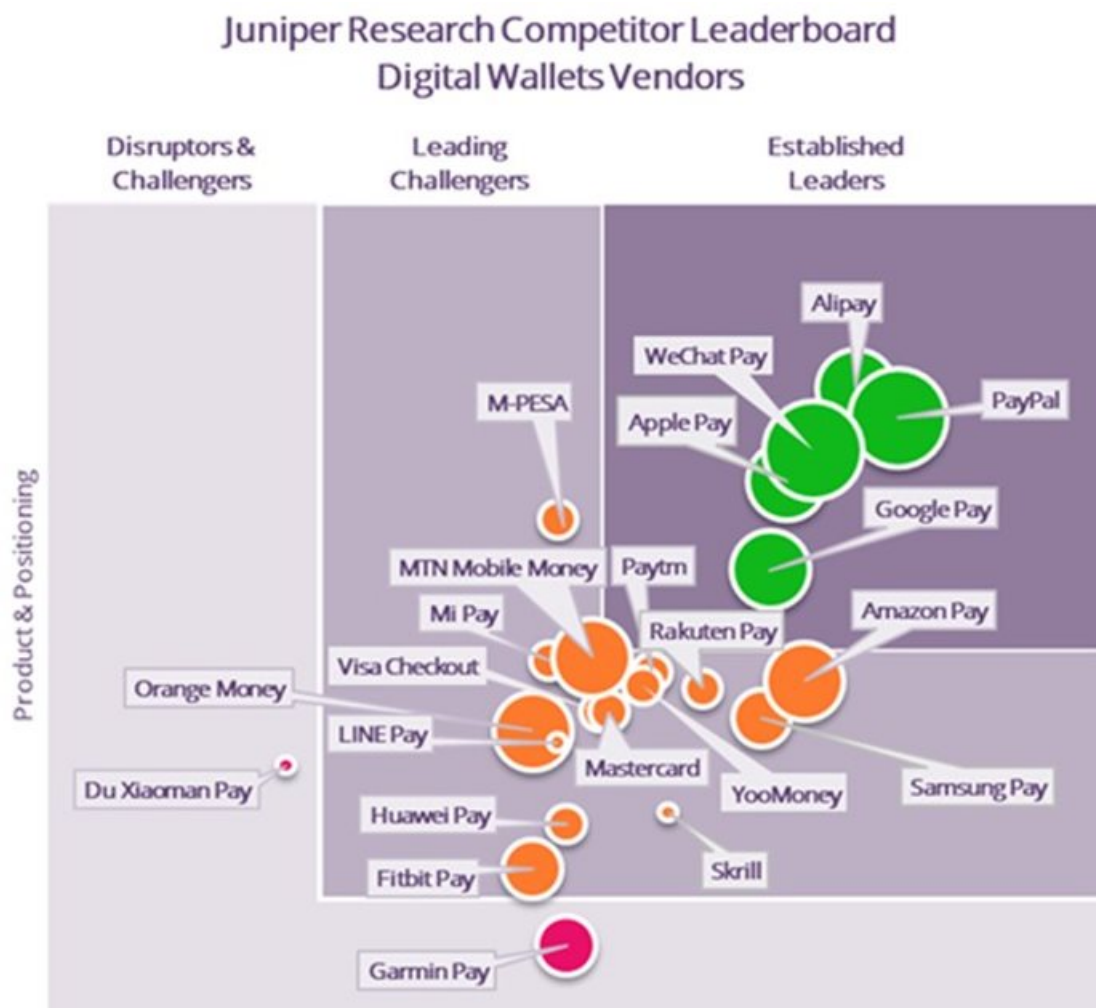 Juniper Research Competitor Leaderboard
Digital Wallets Vendors
Disruptors &
Challengers
Leading
Challengers
Established
Leaders
Product & Positioning
Alipay
WeChat Pay
M-PESA
PayPal
Apple Pay
Google Pay
MTN Mobile Money
Paytm
Mi Pay
Amazon Pay
Rakuten Pay
Visa Checkout
Orange Money
LINE Pay
Mastercard
Du Xiaoman Pay
YooMoney
Samsung Pay
Huawei Pay
Skrill
Fitbit Pay
Garmin Pay